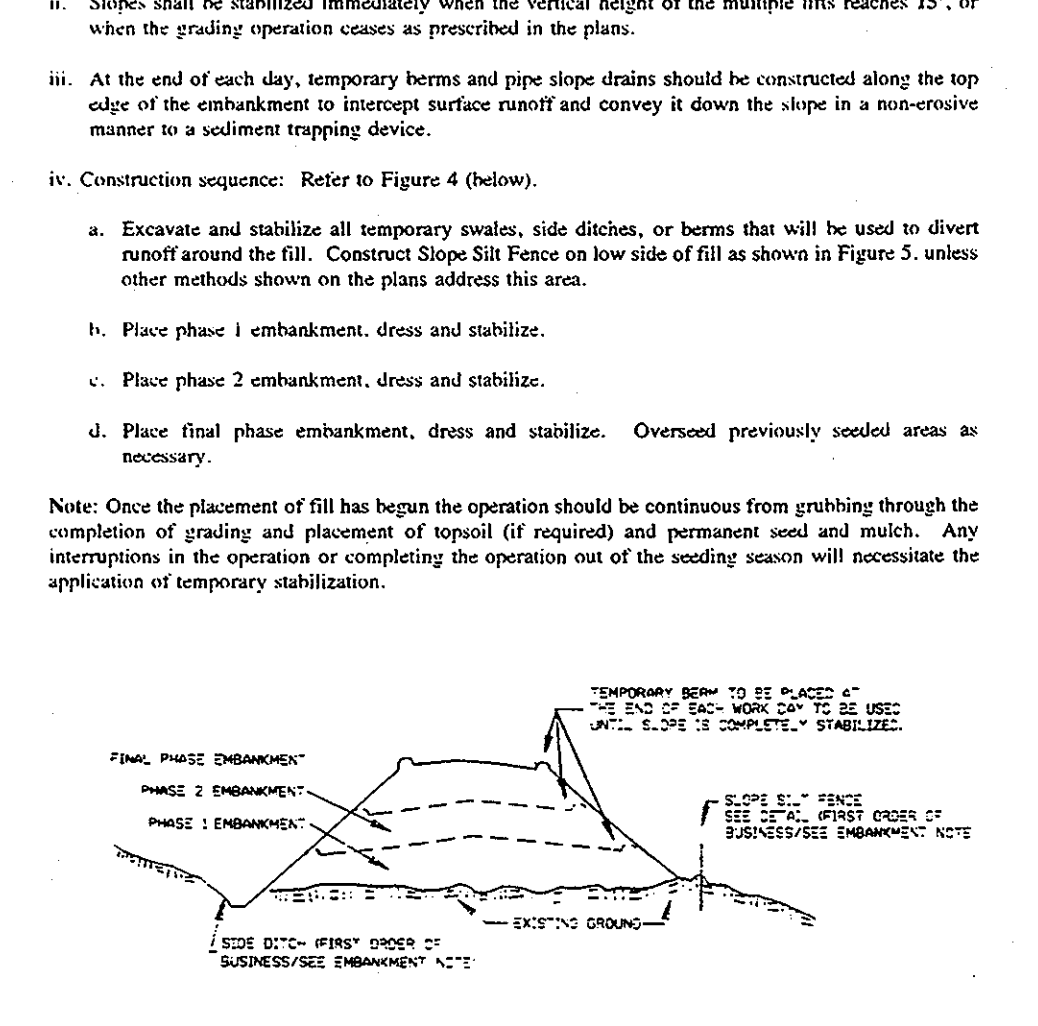 ii. Slopes shall be stabilized immediately when the vertical height of the multiple lifts reaches 15', or
when the grading operation ceases as prescribed in the plans.
iii. At the end of each day, temporary berms and pipe slope drains should be constructed along the top
edge of the embankment to intercept surface runoff and convey it down the slope in a non-erosive
manner to a sediment trapping device.
iv. Construction sequence: Refer to Figure 4 (below).
a. Excavate and stabilize all temporary swales, side ditches, or berms that will be used to divert
runoff around the fill. Construct Slope Silt Fence on low side of fill as shown in Figure 5. unless
other methods shown on the plans address this area.
b. Place phase 1 embankment, dress and stabilize.
c. Place phase 2 embankment, dress and stabilize.
d. Place final phase embankment, dress and stabilize. Overseed previously seeded areas as
necessary.
Note: Once the placement of fill has begun the operation should be continuous from grubbing through the
completion of grading and placement of topsoil (if required) and permanent seed and mulch. Any
interruptions in the operation or completing the operation out of the seeding season will necessitate the
application of temporary stabilization.
TEMPORARY BERM TO BE PLACED AT
THE END OF EACH WORK DAY TO BE USED
UNTIL SLOPE IS COMPLETELY STABILIZED.
FINAL PHASE EMBANKMENT
PHASE 2 EMBANKMENT
PHASE 1 EMBANKMENT
SLOPE SILT FENCE
SEE DETAIL (FIRST ORDER OF
BUSINESS/SEE EMBANKMENT NOTE
EXISTING GROUND
SIDE DITCH (FIRST ORDER OF
BUSINESS/SEE EMBANKMENT NOTE)